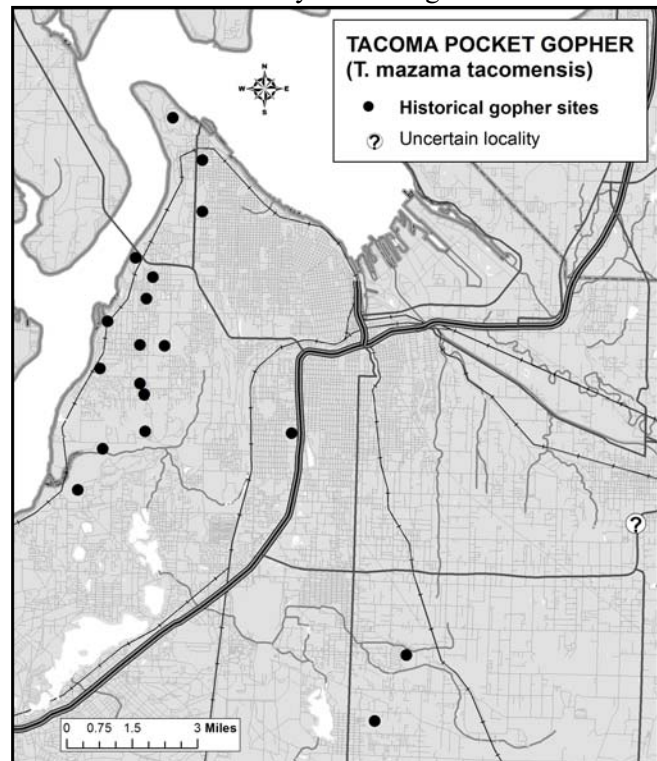 TACOMA POCKET GOPHER
(T. mazama tacomensis)
N
W E
S
Historical gopher sites
? Uncertain locality
?
0 0.75 1.5 3 Miles